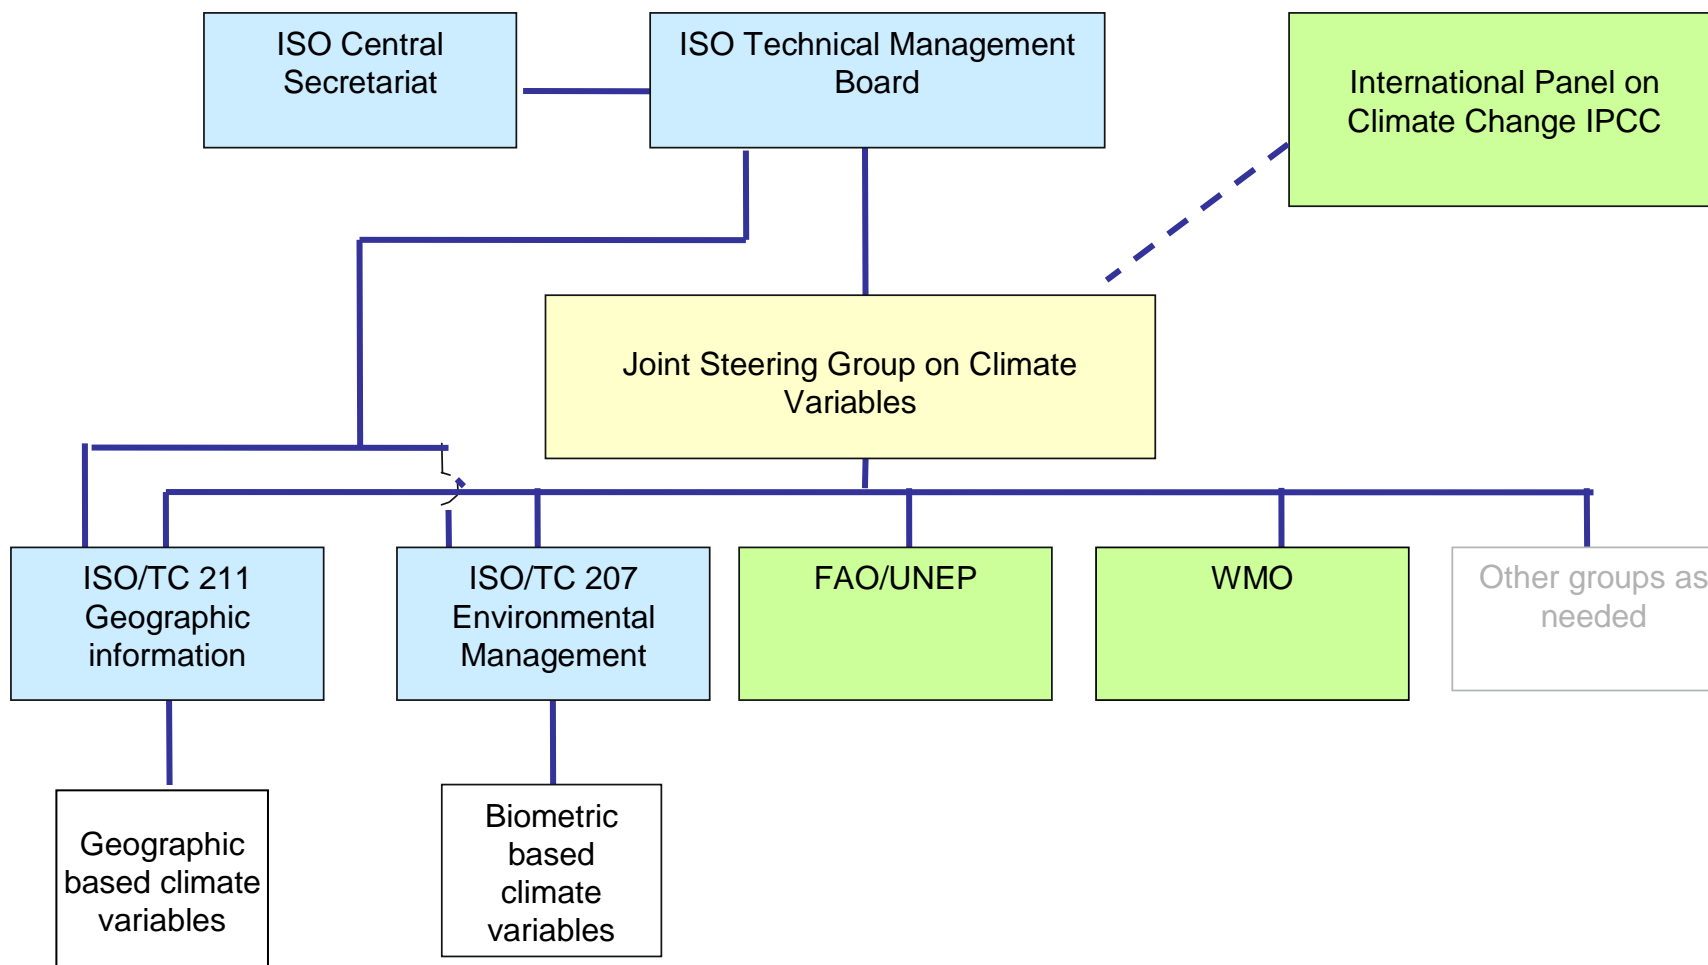 ISO Central
Secretariat
ISO Technical Management
Board
International Panel on
Climate Change IPCC
Joint Steering Group on Climate
Variables
ISO/TC 211
Geographic
information
ISO/TC 207
Environmental
Management
FAO/UNEP
WMO
Other groups as
needed
Geographic
based climate
variables
Biometric
based
climate
variables